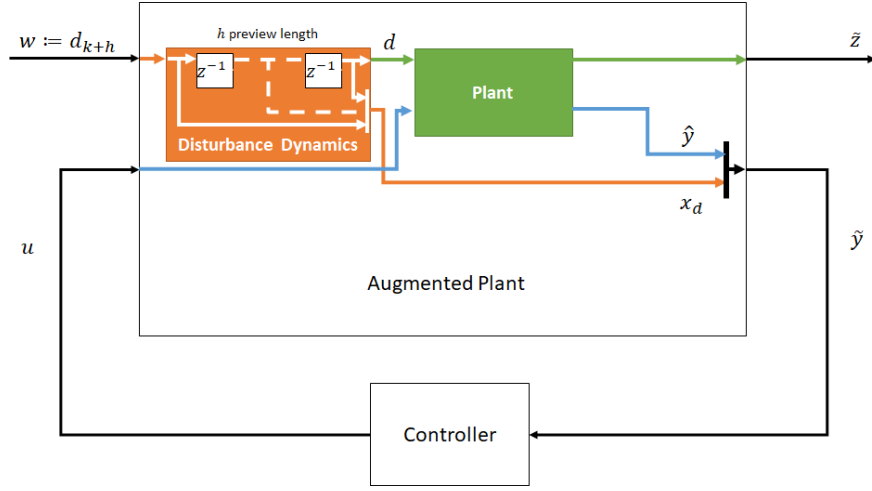 w ≔ d_{k+h}
h preview length
d
z̃
z⁻¹
z⁻¹
Plant
Disturbance Dynamics
ŷ
x_d
u
ỹ
Augmented Plant
Controller